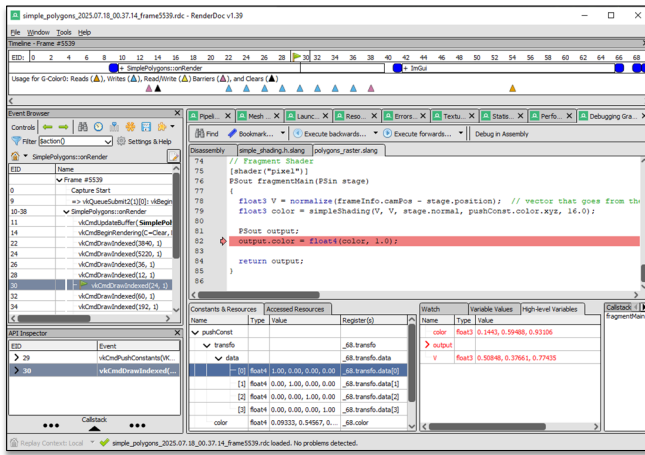 simple_polygons_2025.07.18_00.37.14_frame5539.rdc - RenderDoc v1.39
File Window Tools Help
Timeline - Frame #5539
EID: 0 2 4 6 8 10 12 14 16 18 20 22 24 26 28 30 32 34 36 38 40 42 44 46 48 50 52 54 56 58 60 62 64 66 68
+ SimplePolygons::onRender + ImGui
Usage for G-Color0: Reads ( ), Writes ( ), Read/Write ( ) Barriers ( ), and Clears ( )
Event Browser
Controls
Filter $action() Settings & Help
SimplePolygons::onRender
EID Name
Frame #5539
0 Capture Start
9 => vkQueueSubmit2(1)[0]: vkBegin
10-38 SimplePolygons::onRender
11 vkCmdUpdateBuffer( SimplePol
14 vkCmdBeginRendering(C=Clear,
22 vkCmdDrawIndexed(3840, 1)
24 vkCmdDrawIndexed(5220, 1)
26 vkCmdDrawIndexed(36, 1)
28 vkCmdDrawIndexed(12, 1)
30 vkCmdDrawIndexed(24, 1)
32 vkCmdDrawIndexed(60, 1)
34 vkCmdDrawIndexed(192, 1)
API Inspector
EID Event
29 vkCmdPushConstants(VK...
30 vkCmdDrawIndexed(...
Callstack
Pipeli... Mesh ... Launc... Reso... Errors... Textu... Statis... Perfo... Debugging Gra...
Find Bookmark... Execute backwards... Execute forwards... Debug in Assembly
Disassembly simple_shading.h.slang polygons_raster.slang
74 // Fragment Shader
75 [shader("pixel")]
76 PSout fragmentMain(PSin stage)
77 {
78 float3 V = normalize(frameInfo.camPos - stage.position); // vector that goes from the
79 float3 color = simpleShading(V, V, stage.normal, pushConst.color.xyz, 16.0);
80
81 PSout output;
82 output.color = float4(color, 1.0);
83
84 return output;
85 }
86
Constants & Resources Accessed Resources
Name Type Value Register(s)
pushConst
transfo _68.transfo
data _68.transfo.data
[0] float4 1.00, 0.00, 0.00, 0.00 _68.transfo.data[0]
[1] float4 0.00, 1.00, 0.00, 0.00 _68.transfo.data[1]
[2] float4 0.00, 0.00, 1.00, 0.00 _68.transfo.data[2]
[3] float4 0.00, 0.00, 0.00, 1.00 _68.transfo.data[3]
color float4 0.09333, 0.54567, 0.... _68.color
Watch Variable Values High-level Variables
Name Type Value
color float3 0.1443, 0.59488, 0.93106
output
V float3 0.50848, 0.37661, 0.77435
Callstack
fragmentMain
Replay Context: Local simple_polygons_2025.07.18_00.37.14_frame5539.rdc loaded. No problems detected.